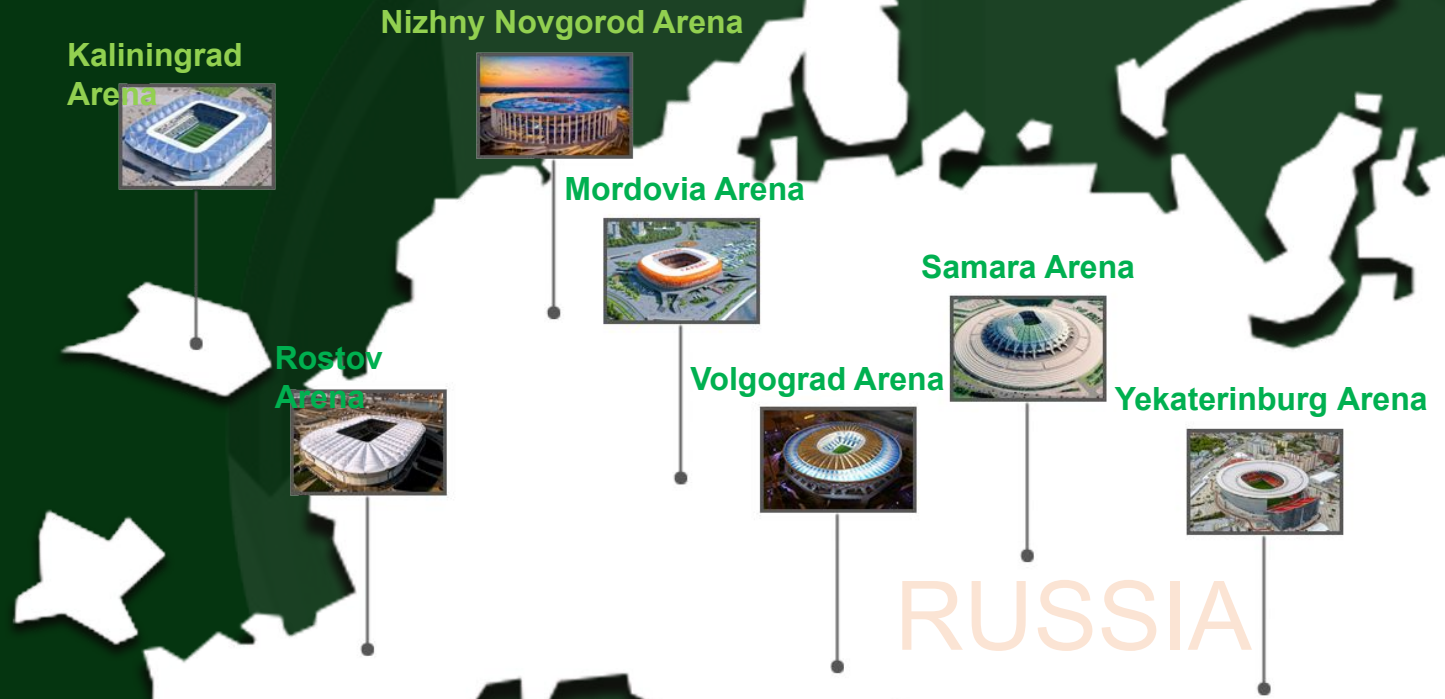 Nizhny Novgorod Arena
Kaliningrad
Arena
Mordovia Arena
Samara Arena
Rostov
Arena
Volgograd Arena
Yekaterinburg Arena
RUSSIA